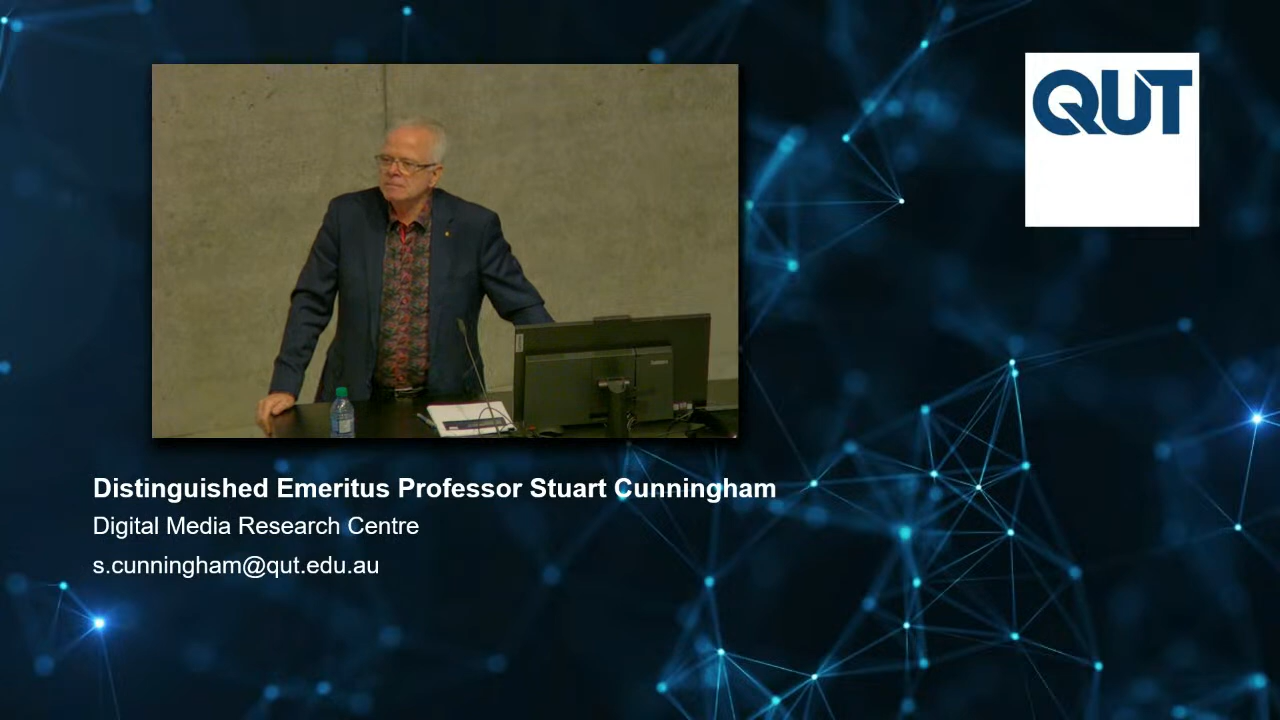 QUT
Distinguished Emeritus Professor Stuart Cunningham
Digital Media Research Centre
s.cunningham@qut.edu.au